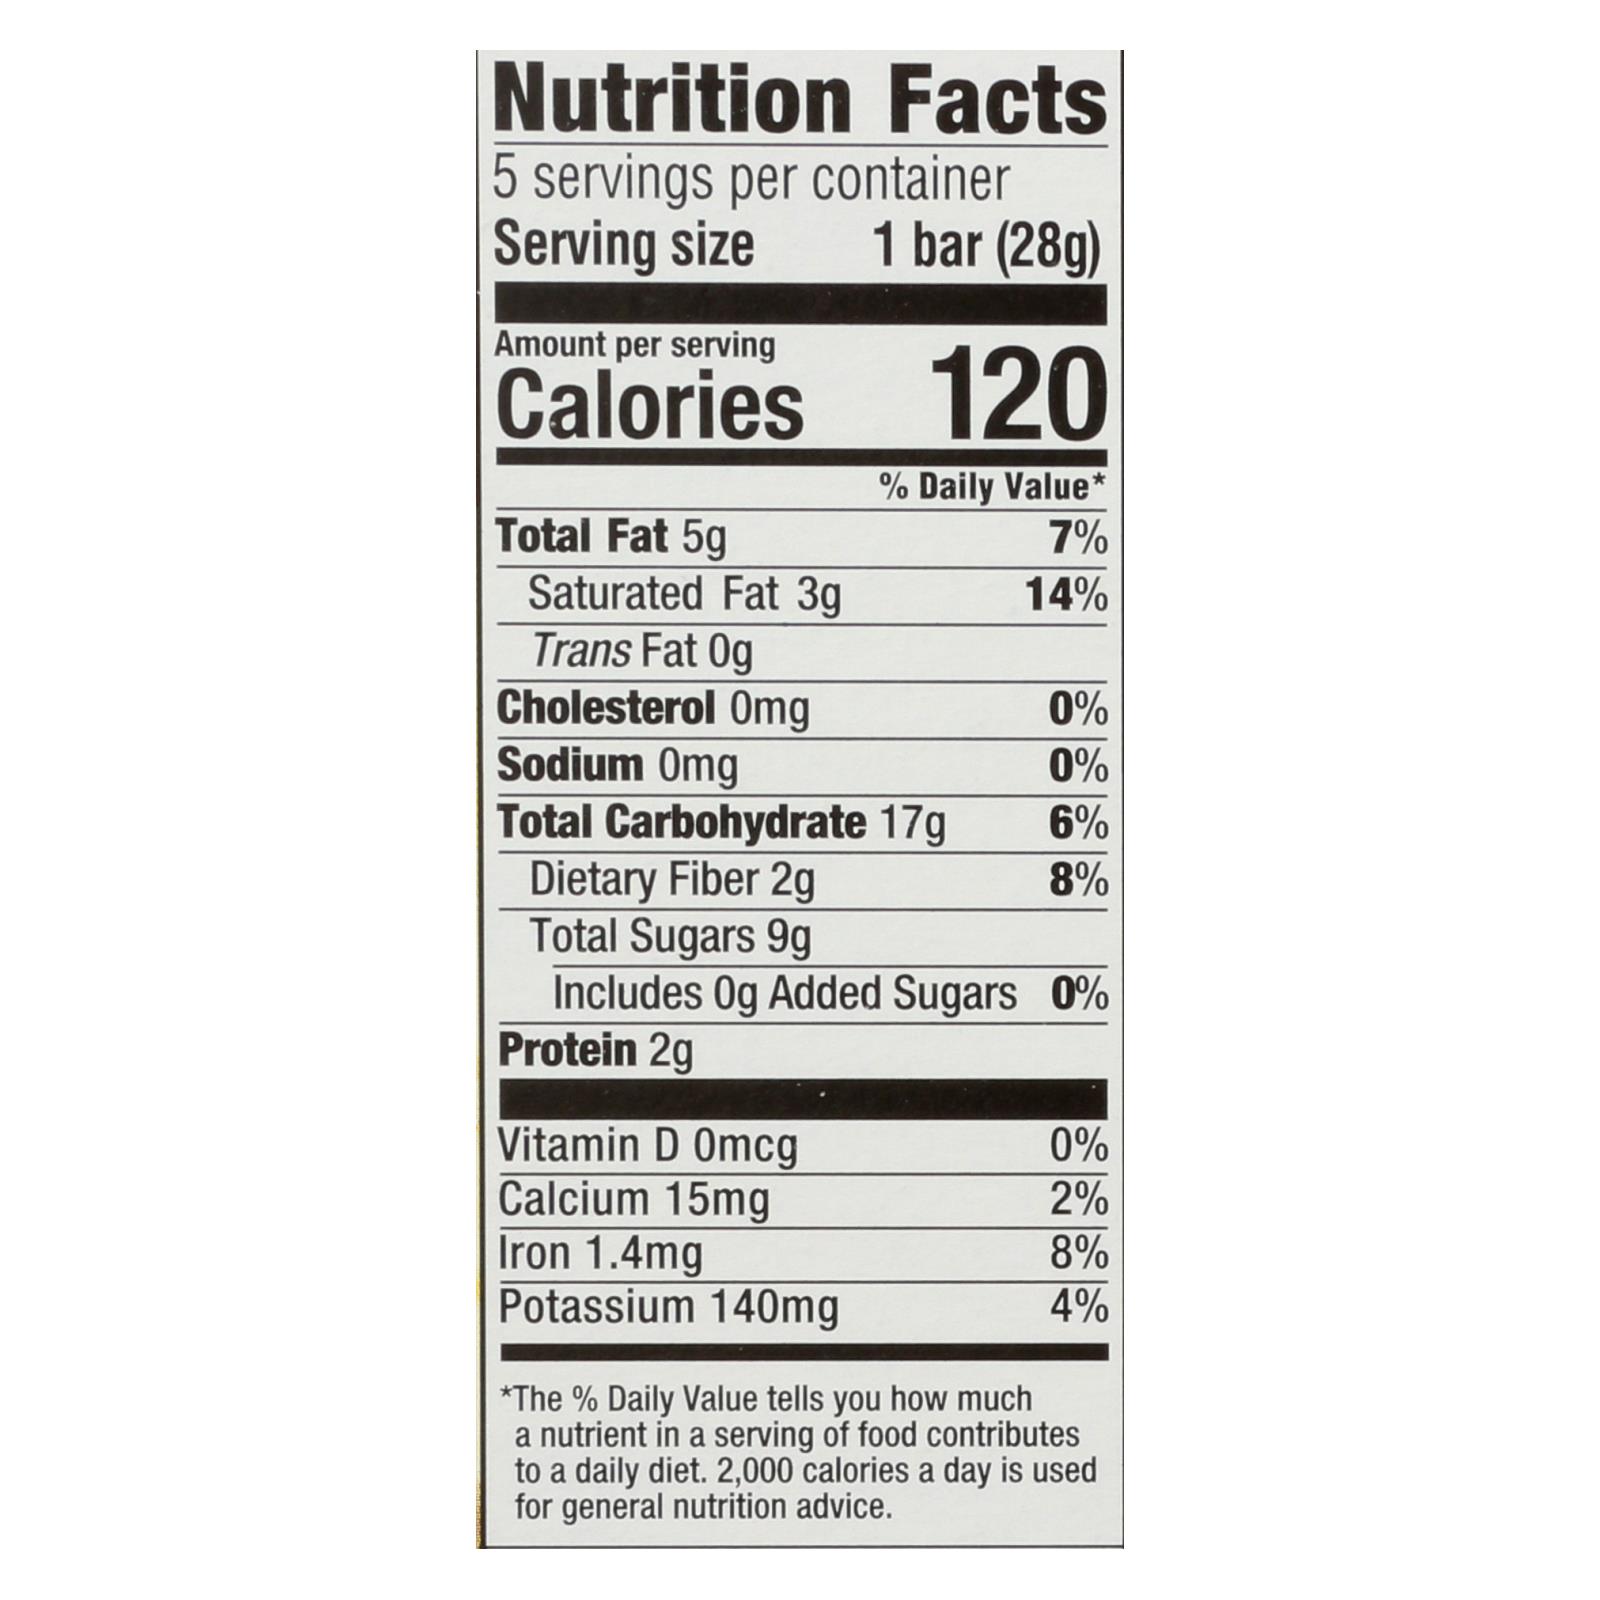 Nutrition Facts
5 servings per container
Serving size 1 bar (28g)
Amount per serving
Calories 120
% Daily Value*
Total Fat 5g 7%
Saturated Fat 3g 14%
Trans Fat 0g
Cholesterol 0mg 0%
Sodium 0mg 0%
Total Carbohydrate 17g 6%
Dietary Fiber 2g 8%
Total Sugars 9g
Includes 0g Added Sugars 0%
Protein 2g
Vitamin D 0mcg 0%
Calcium 15mg 2%
Iron 1.4mg 8%
Potassium 140mg 4%
*The % Daily Value tells you how much
a nutrient in a serving of food contributes
to a daily diet. 2,000 calories a day is used
for general nutrition advice.